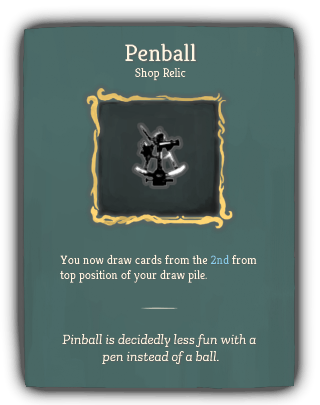 Penball
Shop Relic
You now draw cards from the 2nd from
top position of your draw pile.
Pinball is decidedly less fun with a
pen instead of a ball.